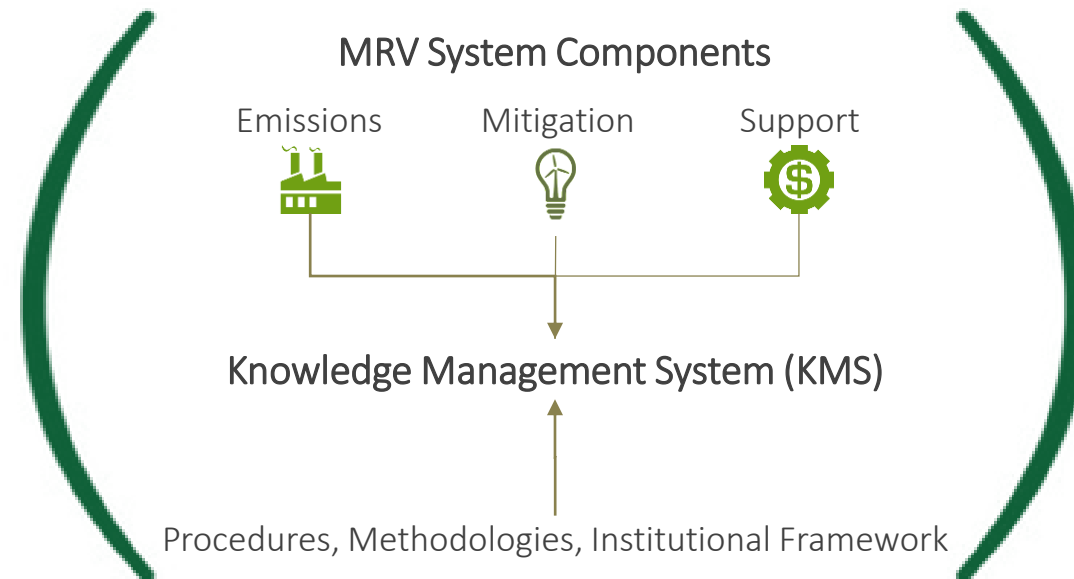 MRV System Components
Emissions Mitigation Support
$
Knowledge Management System (KMS)
Procedures, Methodologies, Institutional Framework